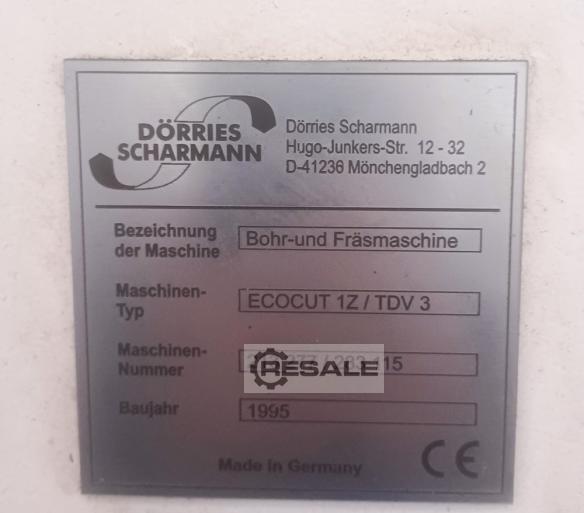 DÖRRIES
SCHARMANN
Dörries Scharmann
Hugo-Junkers-Str. 12 - 32
D-41236 Mönchengladbach 2
Bezeichnung
der Maschine
Bohr-und Fräsmaschine
Maschinen-
Typ
ECOCUT 1Z / TDV 3
Maschinen-
Nummer
RESALE
Baujahr
1995
Made in Germany
CE